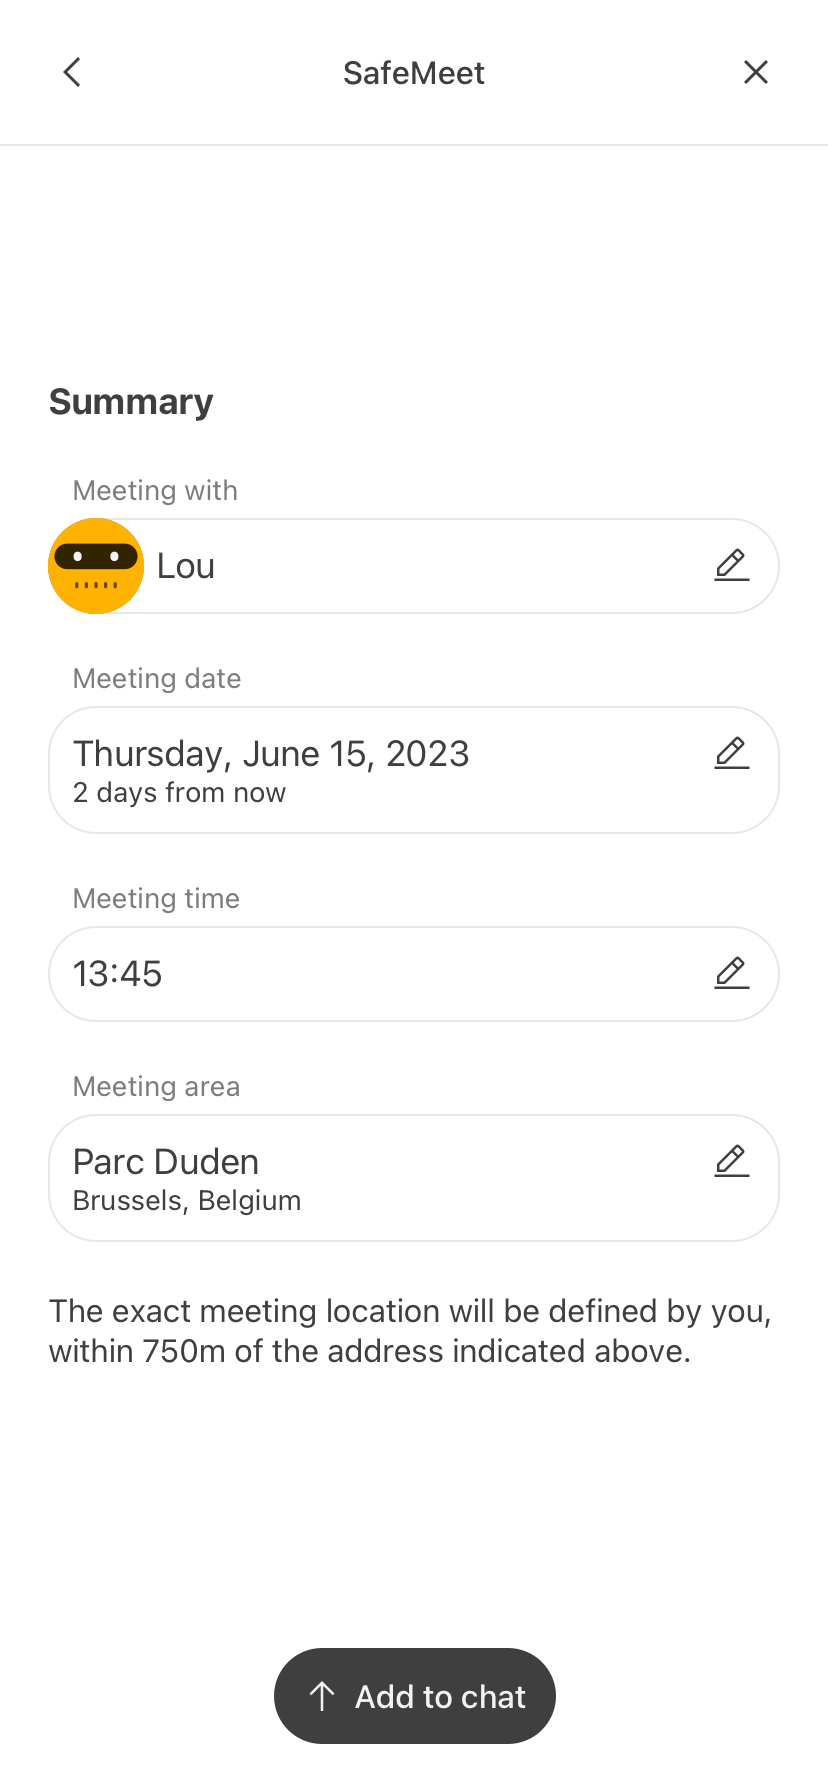 SafeMeet
Summary
Meeting with
Lou
Meeting date
Thursday, June 15, 2023
2 days from now
Meeting time
13:45
Meeting area
Parc Duden
Brussels, Belgium
The exact meeting location will be defined by you,
within 750m of the address indicated above.
Add to chat